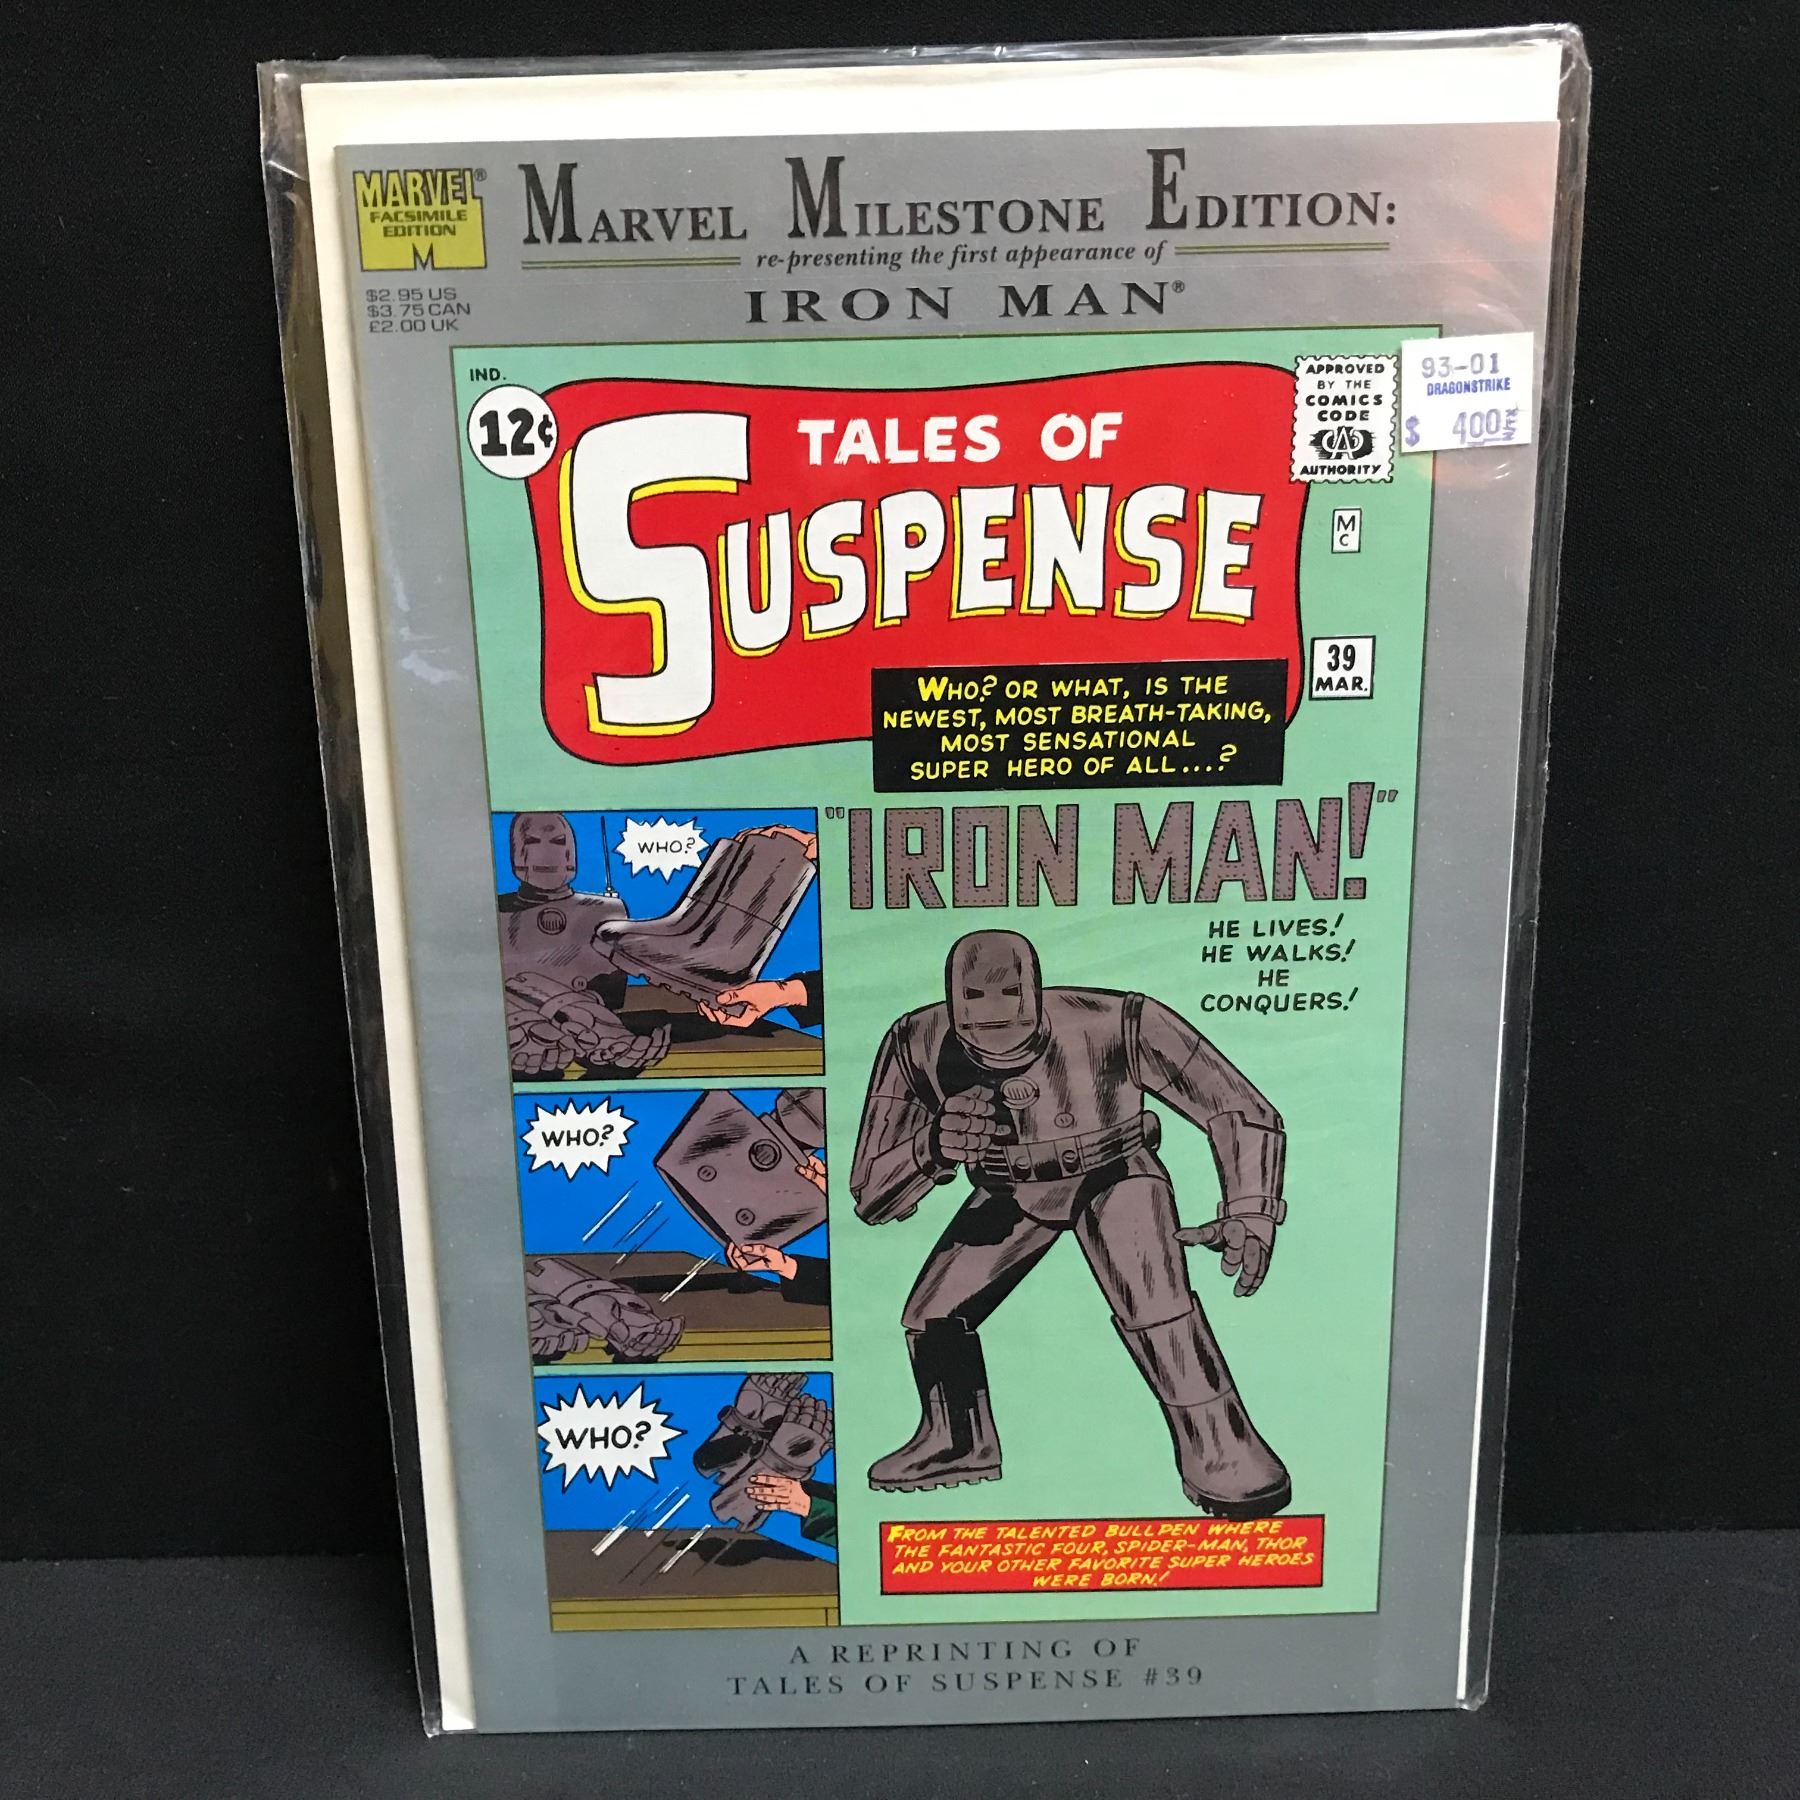 MARVEL®
FACSIMILE
EDITION
M
$2.95 US
$3.75 CAN
£2.00 UK
MARVEL MILESTONE EDITION:
re-presenting the first appearance of
IRON MAN®
IND.
12¢
TALES OF
SUSPENSE
APPROVED
BY THE
COMICS
CODE
CA
AUTHORITY
93-01
DRAGONSTRIKE
$ 400
M
C
39
MAR.
WHO? OR WHAT, IS THE
NEWEST, MOST BREATH-TAKING,
MOST SENSATIONAL
SUPER HERO OF ALL...?
"IRON MAN!"
HE LIVES!
HE WALKS!
HE
CONQUERS!
WHO?
WHO?
WHO?
FROM THE TALENTED BULL PEN WHERE
THE FANTASTIC FOUR, SPIDER-MAN, THOR
AND YOUR OTHER FAVORITE SUPER HEROES
WERE BORN!
A REPRINTING OF
TALES OF SUSPENSE #39